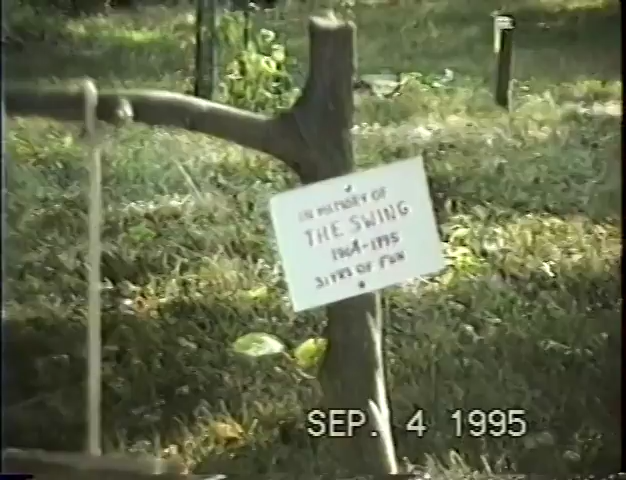 IN MEMORY OF
THE SWING
1964-1995
31 YRS OF FUN
SEP. 4 1995